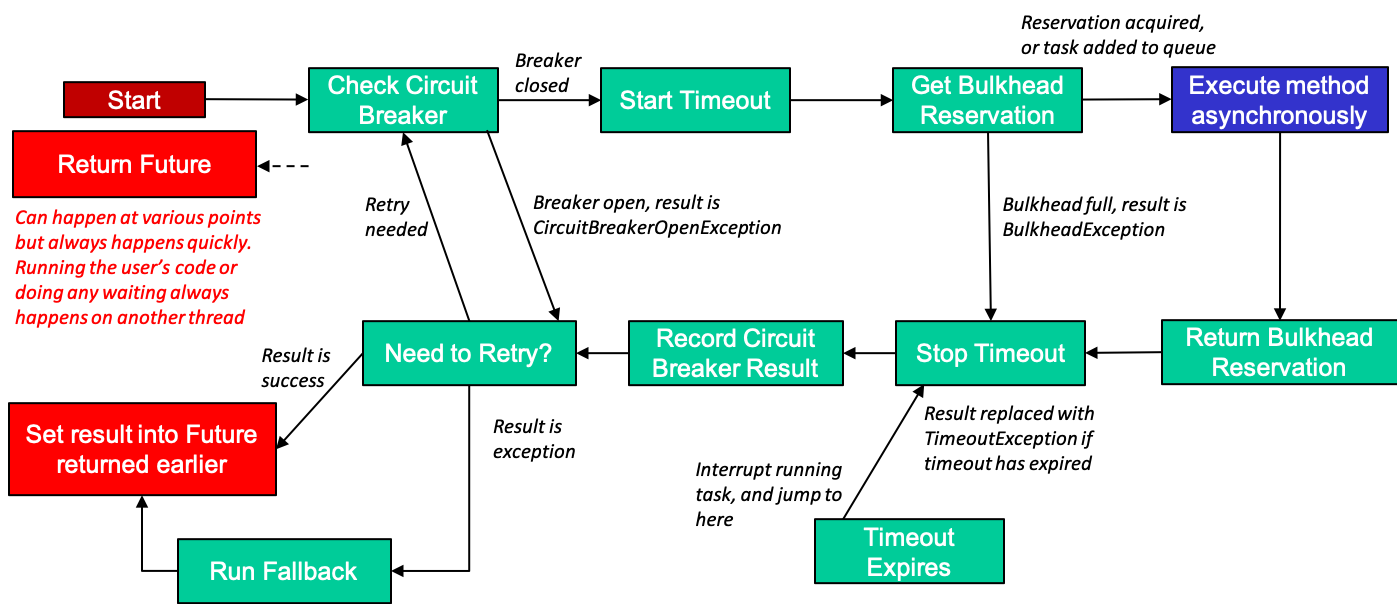 Start
Check Circuit
Breaker
Breaker
closed
Start Timeout
Get Bulkhead
Reservation
Reservation acquired,
or task added to queue
Execute method
asynchronously
Return Future
Can happen at various points
but always happens quickly.
Running the user’s code or
doing any waiting always
happens on another thread
Retry
needed
Breaker open, result is
CircuitBreakerOpenException
Bulkhead full, result is
BulkheadException
Need to Retry?
Record Circuit
Breaker Result
Stop Timeout
Return Bulkhead
Reservation
Result is
success
Set result into Future
returned earlier
Result is
exception
Result replaced with
TimeoutException if
timeout has expired
Interrupt running
task, and jump to
here
Timeout
Expires
Run Fallback